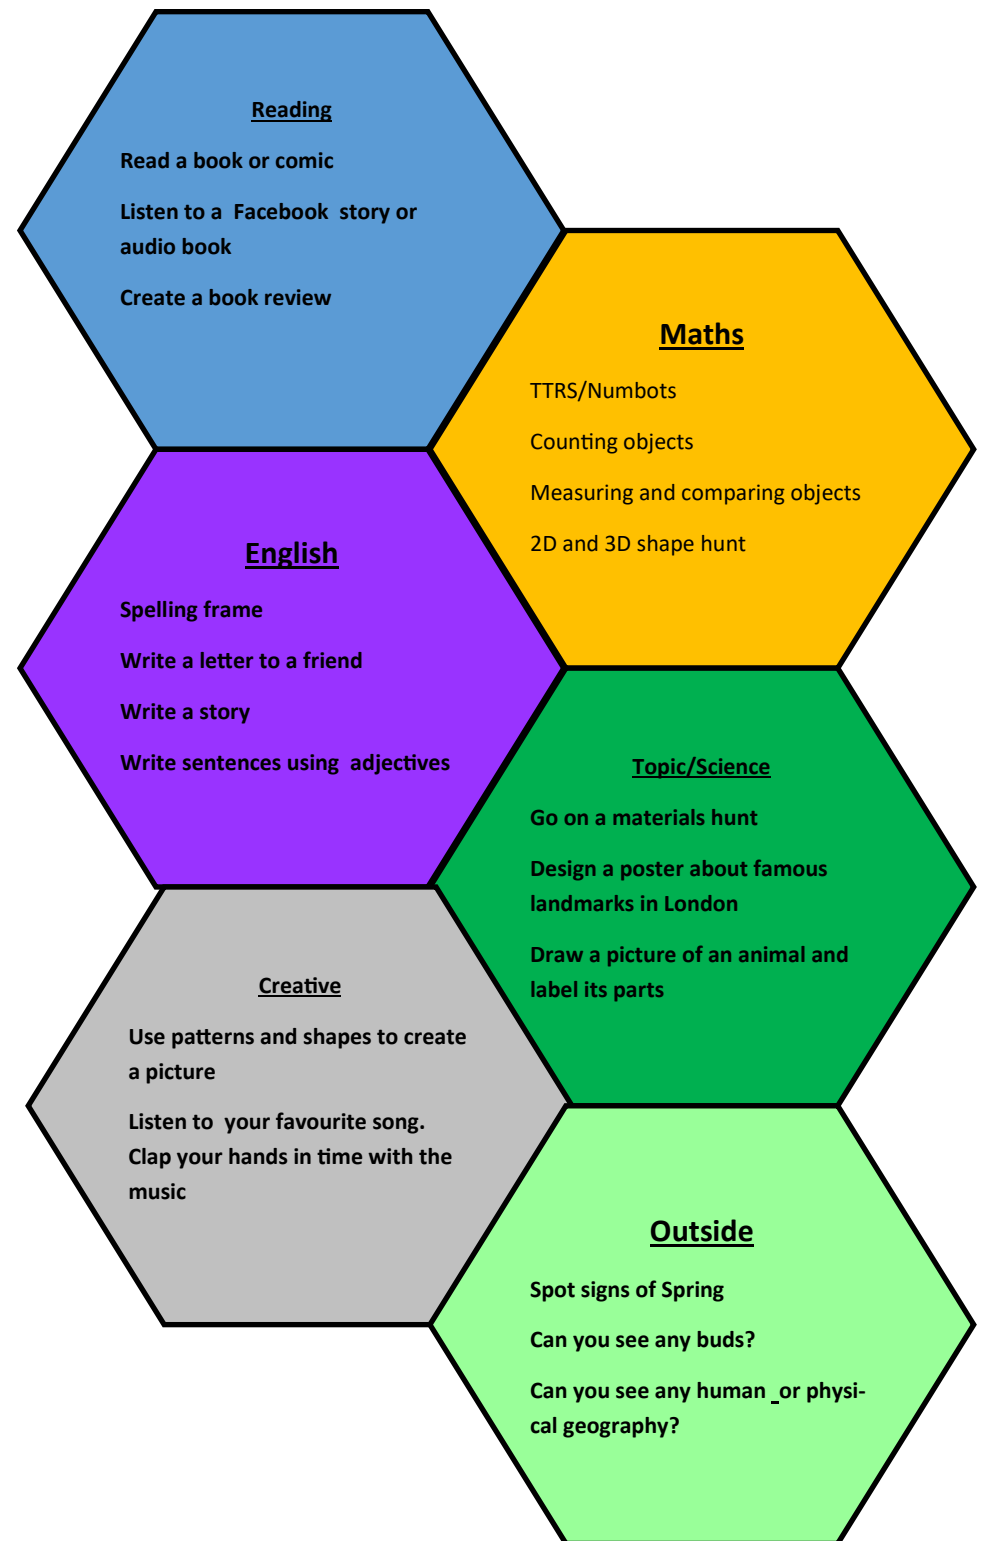 Reading
Read a book or comic
Listen to a Facebook story or
audio book
Create a book review
Maths
TTRS/Numbots
Counting objects
Measuring and comparing objects
2D and 3D shape hunt
English
Spelling frame
Write a letter to a friend
Write a story
Write sentences using adjectives
Topic/Science
Go on a materials hunt
Design a poster about famous
landmarks in London
Draw a picture of an animal and
label its parts
Creative
Use patterns and shapes to create
a picture
Listen to your favourite song.
Clap your hands in time with the
music
Outside
Spot signs of Spring
Can you see any buds?
Can you see any human or physi-
cal geography?